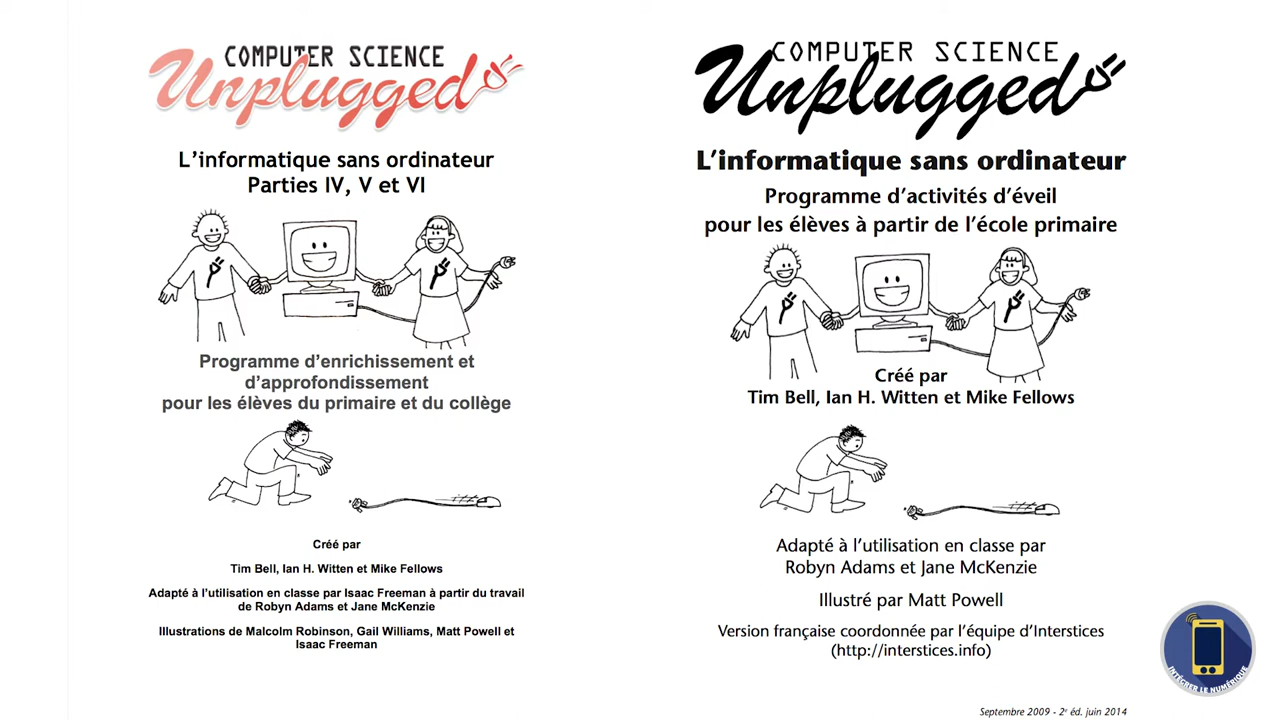 COMPUTER SCIENCE
Unplugged
L'informatique sans ordinateur
Parties IV, V et VI
Programme d'enrichissement et
d'approfondissement
pour les élèves du primaire et du collège
Créé par
Tim Bell, Ian H. Witten et Mike Fellows
Adapté à l'utilisation en classe par Isaac Freeman à partir du travail
de Robyn Adams et Jane McKenzie
Illustrations de Malcolm Robinson, Gail Williams, Matt Powell et
Isaac Freeman
COMPUTER SCIENCE
Unplugged
L'informatique sans ordinateur
Programme d'activités d'éveil
pour les élèves à partir de l'école primaire
Créé par
Tim Bell, Ian H. Witten et Mike Fellows
Adapté à l'utilisation en classe par
Robyn Adams et Jane McKenzie
Illustré par Matt Powell
Version française coordonnée par l'équipe d'Interstices
(http://interstices.info)
Septembre 2009 - 2e éd. juin 2014
INTÉGRER LE NUMÉRIQUE